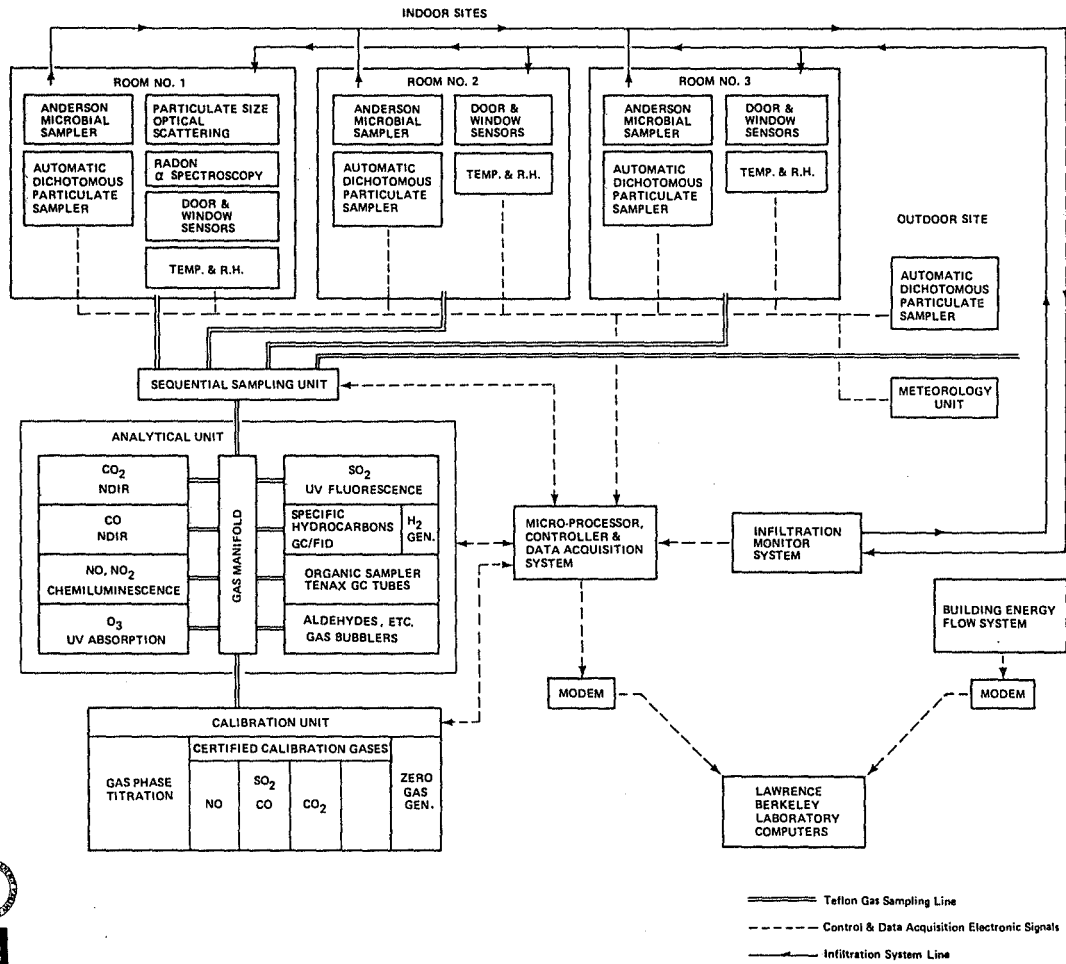 INDOOR SITES
ROOM NO. 1
ANDERSON
MICROBIAL
SAMPLER
PARTICULATE SIZE
OPTICAL
SCATTERING
AUTOMATIC
DICHOTOMOUS
PARTICULATE
SAMPLER
RADON
α SPECTROSCOPY
DOOR &
WINDOW
SENSORS
TEMP. & R.H.
ROOM NO. 2
ANDERSON
MICROBIAL
SAMPLER
DOOR &
WINDOW
SENSORS
AUTOMATIC
DICHOTOMOUS
PARTICULATE
SAMPLER
TEMP. & R.H.
ROOM NO. 3
ANDERSON
MICROBIAL
SAMPLER
DOOR &
WINDOW
SENSORS
AUTOMATIC
DICHOTOMOUS
PARTICULATE
SAMPLER
TEMP. & R.H.
OUTDOOR SITE
AUTOMATIC
DICHOTOMOUS
PARTICULATE
SAMPLER
METEOROLOGY
UNIT
SEQUENTIAL SAMPLING UNIT
ANALYTICAL UNIT
CO2
NDIR
CO
NDIR
NO, NO2
CHEMILUMINESCENCE
O3
UV ABSORPTION
GAS MANIFOLD
SO2
UV FLUORESCENCE
SPECIFIC
HYDROCARBONS
GC/FID
H2
GEN.
ORGANIC SAMPLER
TENAX GC TUBES
ALDEHYDES, ETC.
GAS BUBBLERS
MICRO-PROCESSOR,
CONTROLLER &
DATA ACQUISITION
SYSTEM
INFILTRATION
MONITOR
SYSTEM
BUILDING ENERGY
FLOW SYSTEM
MODEM
MODEM
CALIBRATION UNIT
GAS PHASE
TITRATION
CERTIFIED CALIBRATION GASES
NO
SO2
CO
CO2
ZERO
GAS
GEN.
LAWRENCE
BERKELEY
LABORATORY
COMPUTERS
Teflon Gas Sampling Line
Control & Data Acquisition Electronic Signals
Infiltration System Line